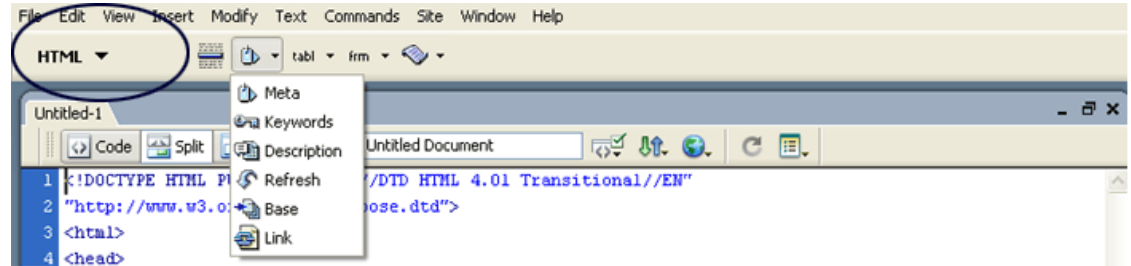 File Edit View Insert Modify Text Commands Site Window Help
HTML tabl frm
Meta
Untitled-1
Keywords
Code Split Description Untitled Document
1 <!DOCTYPE HTML P Refresh //DTD HTML 4.01 Transitional//EN"
2 "http://www.w3.o Base ose.dtd">
3 <html> Link
4 <head>